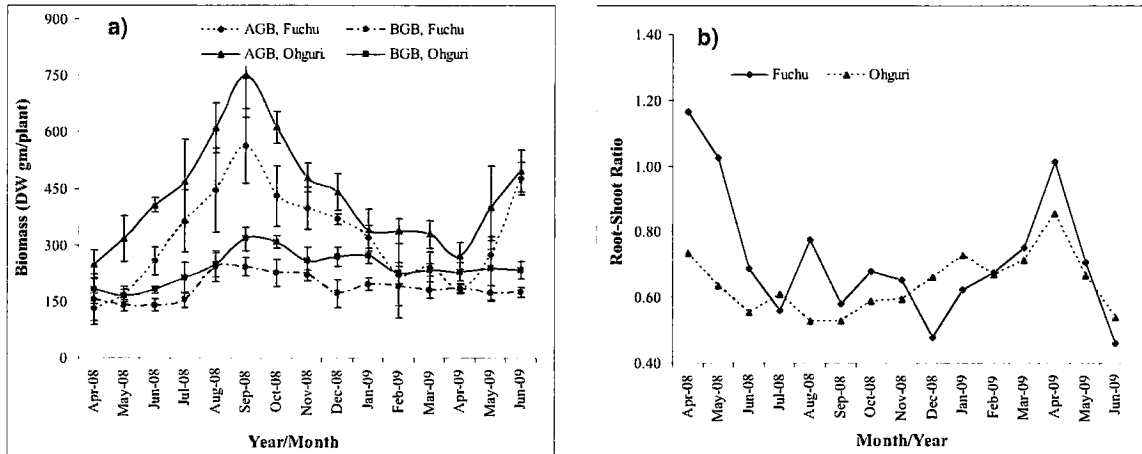 a)
AGB, Fuchu
BGB, Fuchu
AGB, Ohguri
BGB, Ohguri
Biomass (DW gm/plant)
900
750
600
450
300
150
0
Apr-08
May-08
Jun-08
Jul-08
Aug-08
Sep-08
Oct-08
Nov-08
Dec-08
Jan-09
Feb-09
Mar-09
Apr-09
May-09
Jun-09
Year/Month
b)
Fuchu
Ohguri
Root-Shoot Ratio
1.40
1.20
1.00
0.80
0.60
0.40
Apr-08
May-08
Jun-08
Jul-08
Aug-08
Sep-08
Oct-08
Nov-08
Dec-08
Jan-09
Feb-09
Mar-09
Apr-09
May-09
Jun-09
Month/Year